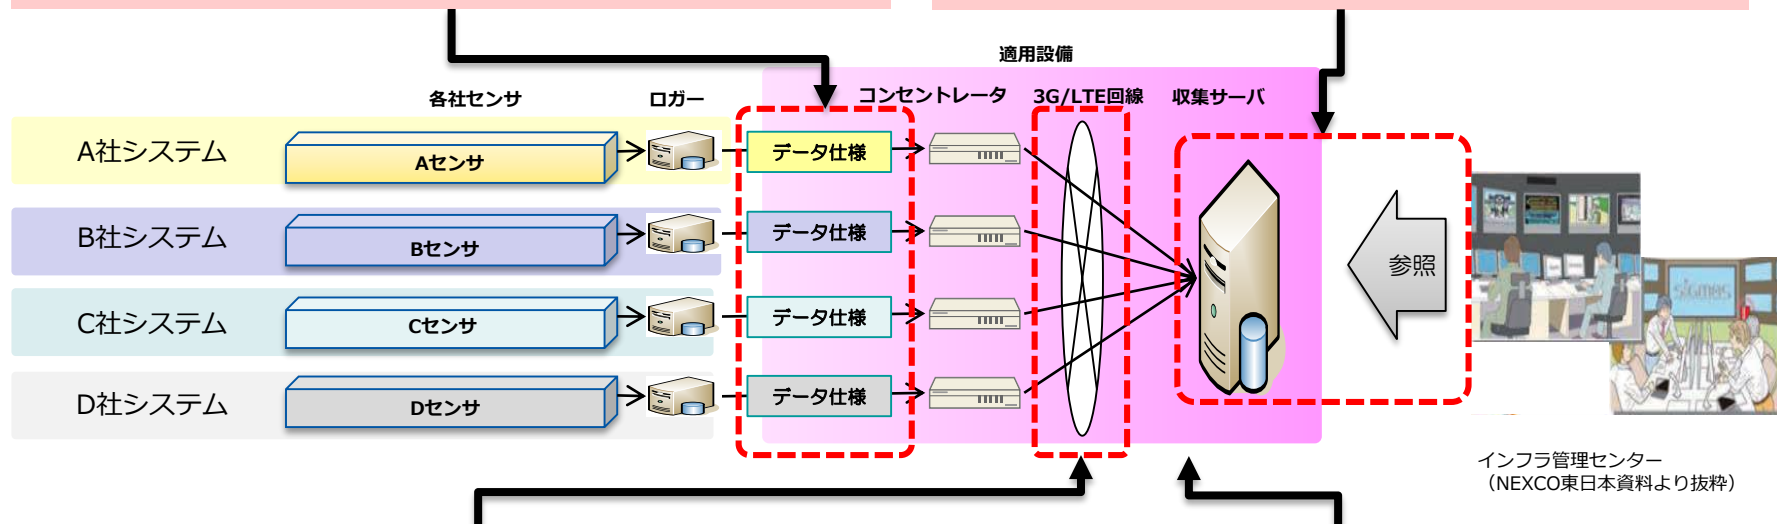 適用設備
各社センサ
ロガー
コンセントレータ
3G/LTE回線
収集サーバ
A社システム
Aセンサ
データ仕様
B社システム
Bセンサ
データ仕様
C社システム
Cセンサ
データ仕様
D社システム
Dセンサ
データ仕様
参照
sigmas
インフラ管理センター
（NEXCO東日本資料より抜粋）